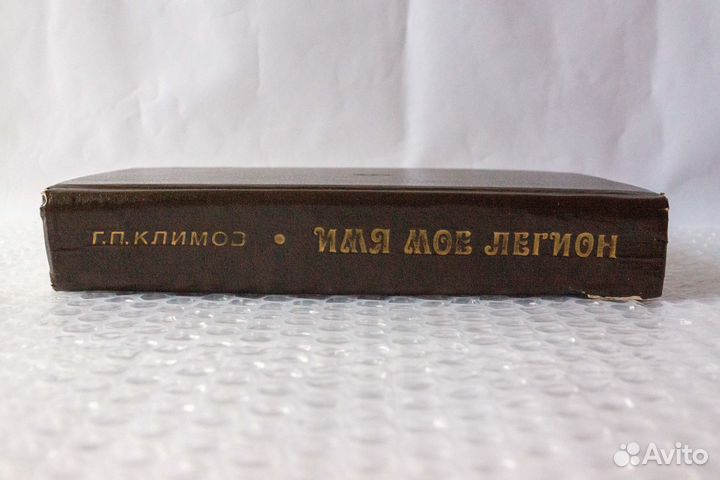 Г.П. КЛИМОВ • ИМЯ МОЕ ЛЕГИОН
Avito